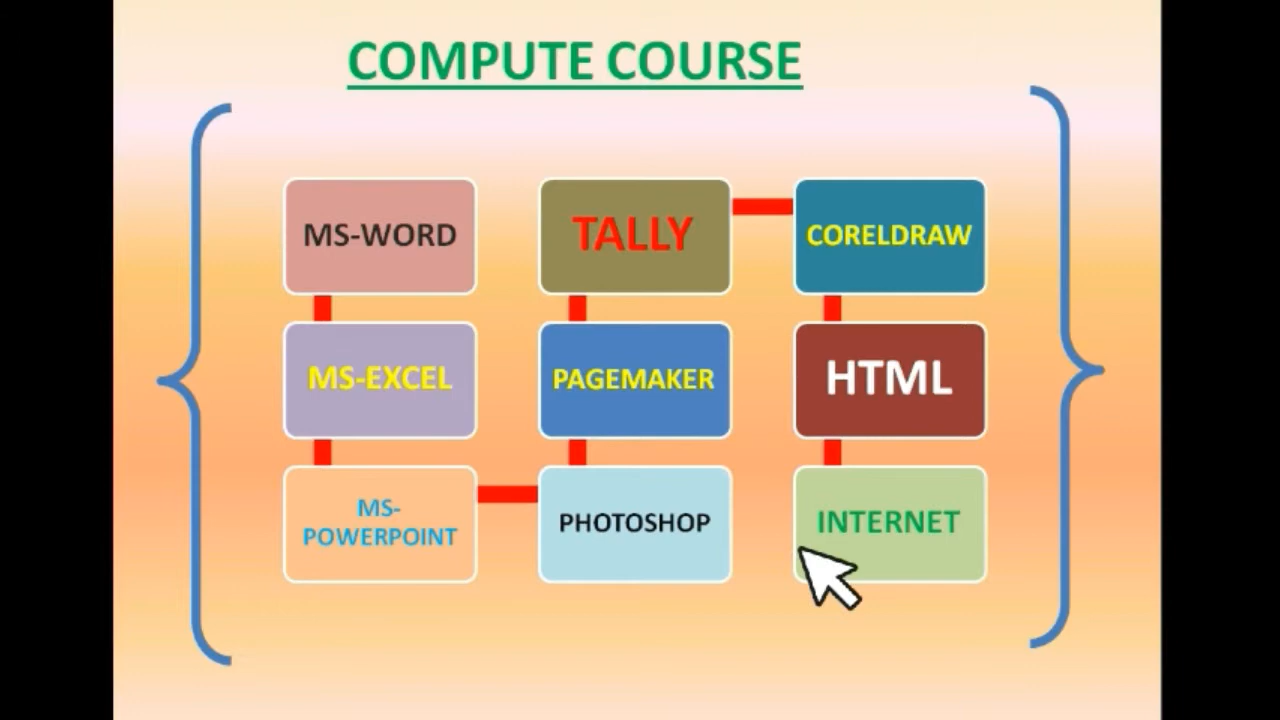 COMPUTE COURSE
MS-WORD
TALLY
CORELDRAW
MS-EXCEL
PAGEMAKER
HTML
MS-
POWERPOINT
PHOTOSHOP
INTERNET